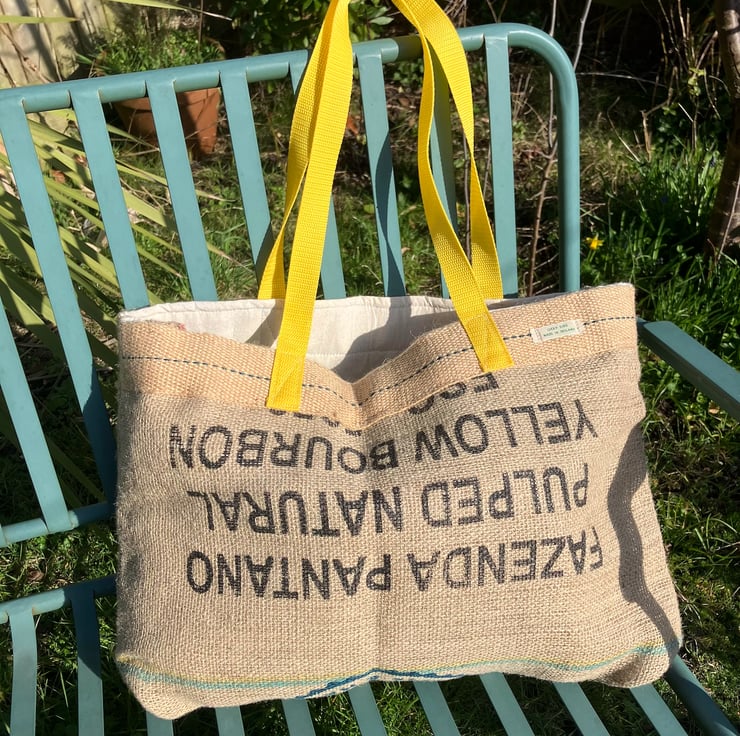 FAZENDA PANTANO
PULPED NATURAL
YELLOW BOURBON